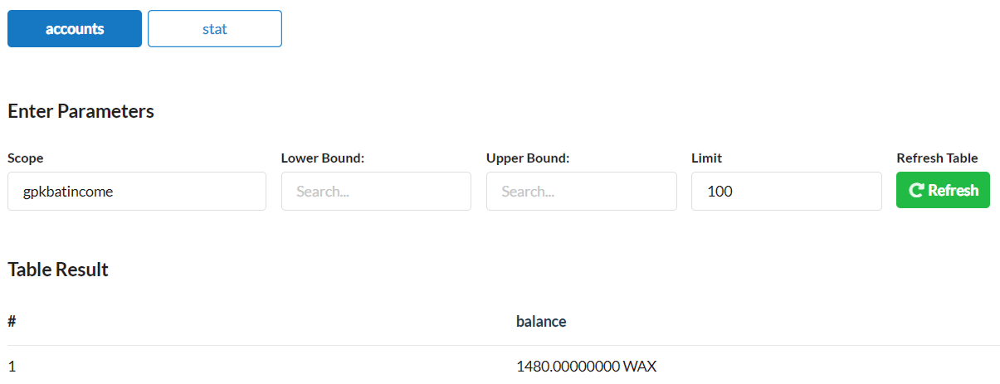 accounts stat
Enter Parameters
Scope Lower Bound: Upper Bound: Limit Refresh Table
gpkbatincome Search... Search... 100 Refresh
Table Result
# balance
1 1480.00000000 WAX